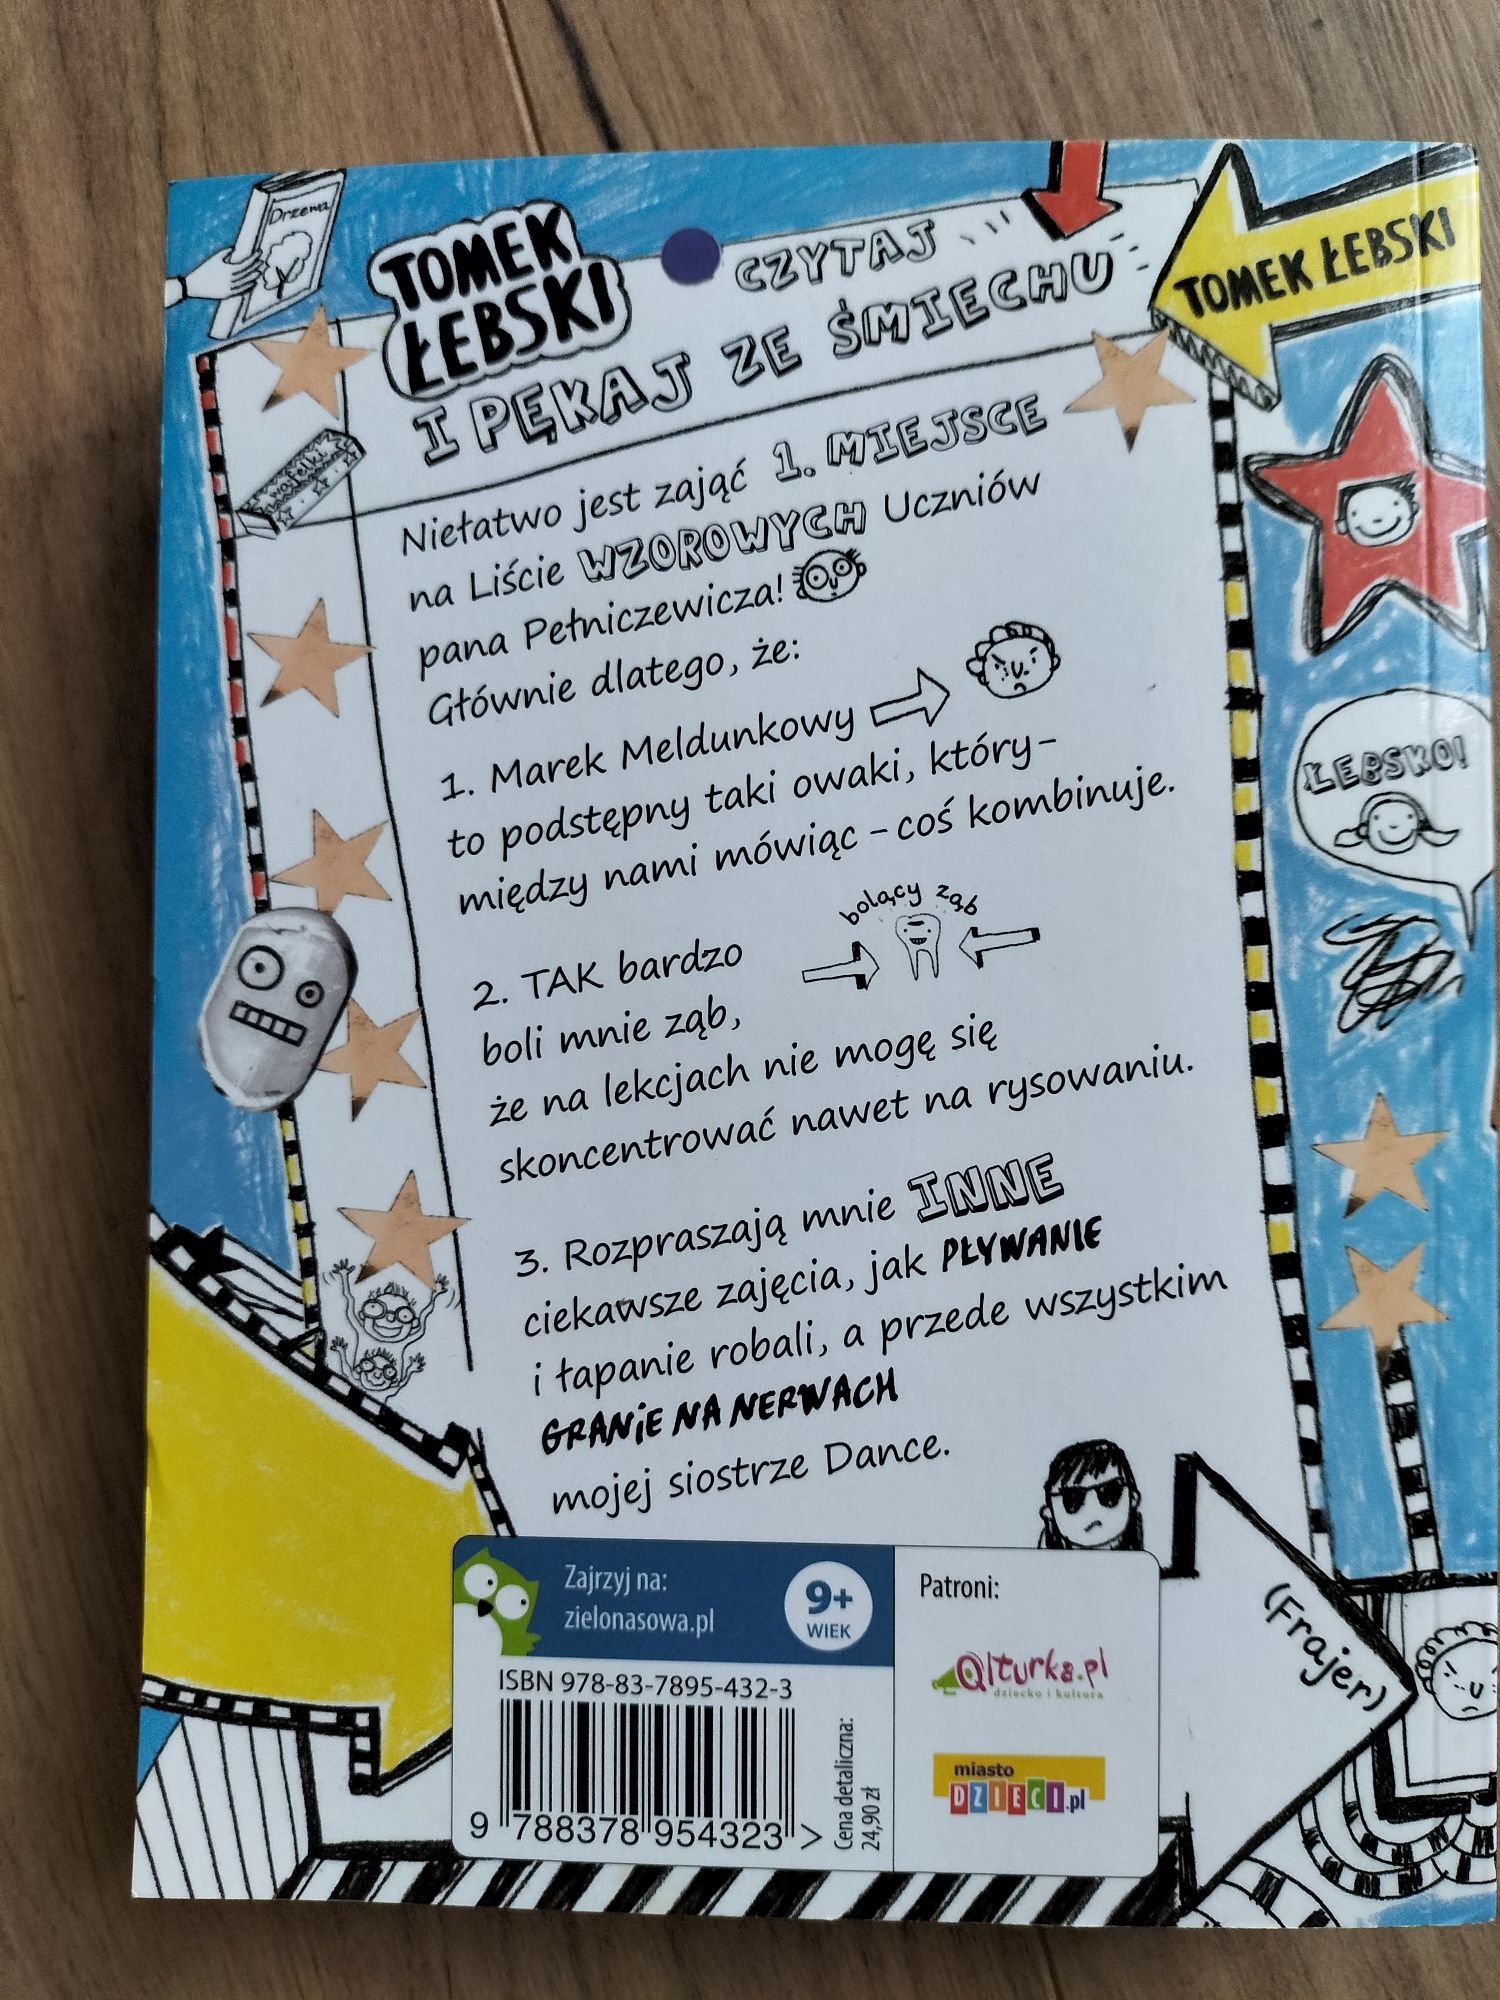 Drzewa
TOMEK
ŁEBSKI
CZYTAJ
I PĘKAJ ZE ŚMIECHU
TOMEK ŁEBSKI
wafelki
Niełatwo jest zająć 1. MIEJSCE
na Liście WZOROWYCH Uczniów
pana Pełniczewicza!
Głównie dlatego, że:
1. Marek Meldunkowy
to podstępny taki owaki, który –
między nami mówiąc – coś kombinuje.
ŁEBSKO!
bolący ząb
2. TAK bardzo
boli mnie ząb,
że na lekcjach nie mogę się
skoncentrować nawet na rysowaniu.
3. Rozpraszają mnie INNE
ciekawsze zajęcia, jak PŁYWANIE
i łapanie robali, a przede wszystkim
GRANIE NA NERWACH
mojej siostrze Dance.
(Frajer)
Zajrzyj na:
zielonasowa.pl
9+
WIEK
Patroni:
Qlturka.pl
dziecko i kultura
miasto
DZIECI.pl
ISBN 978-83-7895-432-3
9 788378 954323 >
Cena detaliczna:
24,90 zł